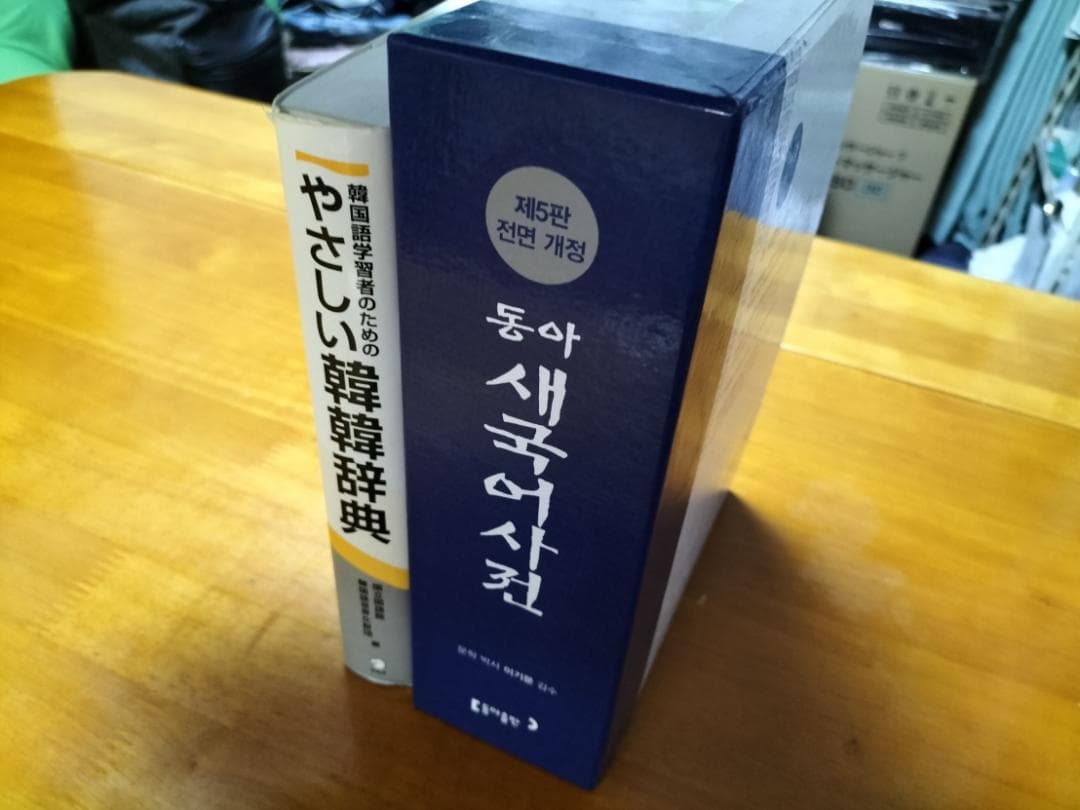 韓国語学習者のための
やさしい韓韓辞典
제5판
전면 개정
동아
새국어사전
문학 박사 이기문 감수